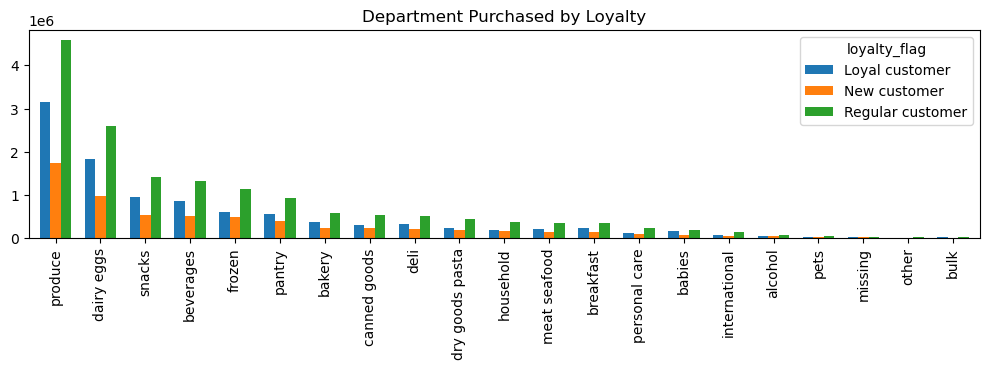 Department Purchased by Loyalty
1e6
4
3
2
1
0
loyalty_flag
Loyal customer
New customer
Regular customer
produce
dairy eggs
snacks
beverages
frozen
pantry
bakery
canned goods
deli
dry goods pasta
household
meat seafood
breakfast
personal care
babies
international
alcohol
pets
missing
other
bulk